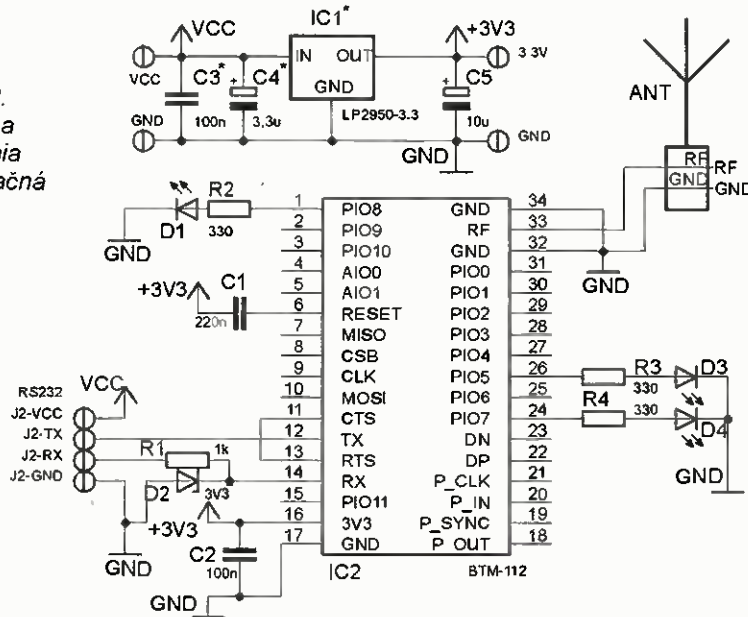 .
a
nia
ačná
VCC
IC1*
+3V3
IN OUT
GND
LP2950-3.3
VCC
C3*
100n
+
C4*
3,3u
+
C5
10u
3.3V
GND
GND
GND
ANT
RF
RF
GND
GND
D1
R2
330
GND
1 PIO8 GND 34
2 PIO9 RF 33
3 PIO10 GND 32
4 AIO0 PIO0 31
5 AIO1 PIO1 30
6 RESET PIO2 29
7 MISO PIO3 28
8 CSB PIO4 27
9 CLK PIO5 26
10 MOSI PIO6 25
11 CTS PIO7 24
12 TX DN 23
13 RTS DP 22
14 RX P_CLK 21
15 PIO11 P_IN 20
16 3V3 P_SYNC 19
17 GND P_OUT 18
IC2
BTM-112
GND
+3V3
C1
220n
R3
330
D3
R4
330
D4
GND
RS232
VCC
J2-VCC
J2-TX
J2-RX
J2-GND
R1
1k
D2
3V3
+3V3
GND
C2
100n
GND